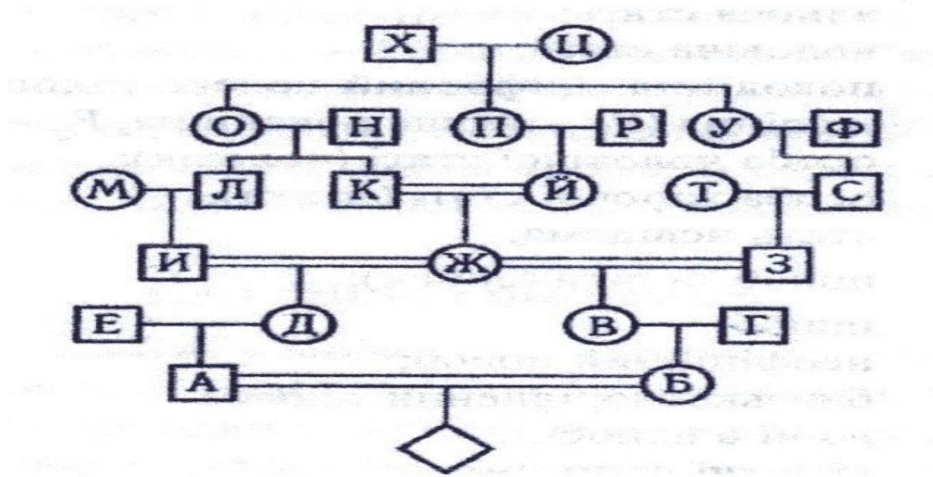 Х Ц
О Н П Р У Ф
М Л К Й Т С
И Ж З
Е Д В Г
А Б